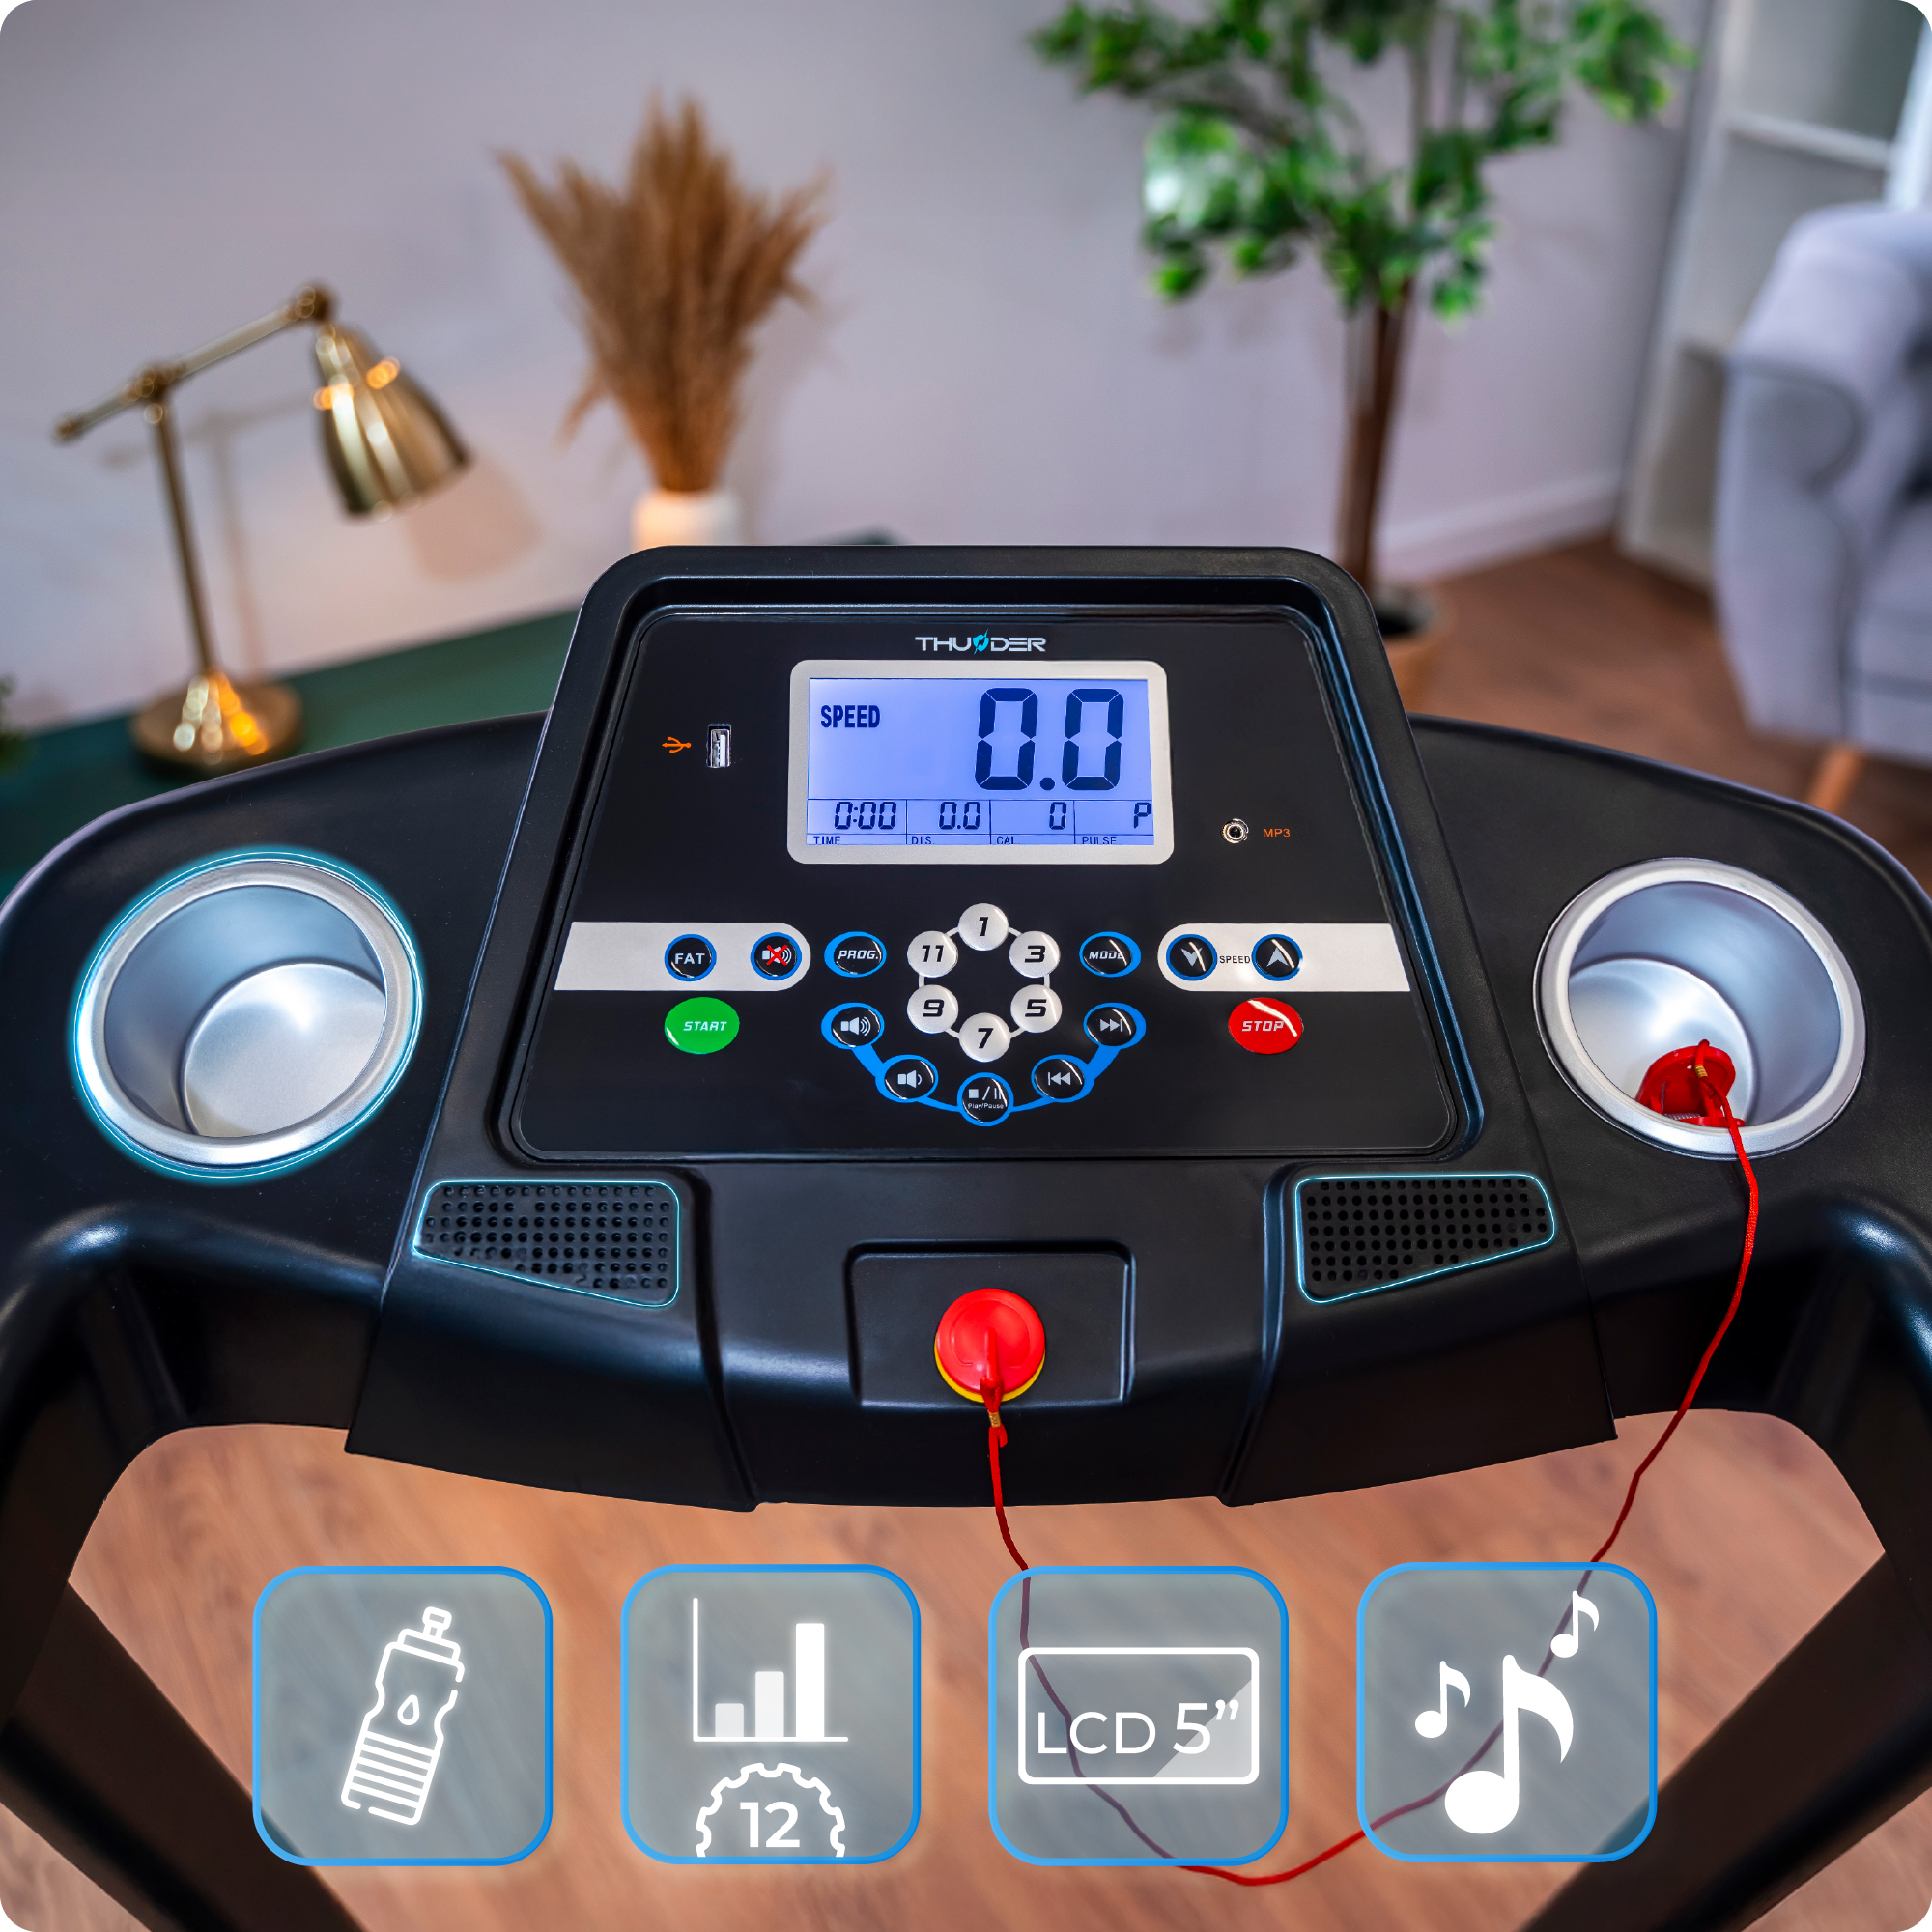 THUNDER
SPEED 0.0
0:00 0.0 0 P
TIME DIS CAL PULSE
MP3
1
11 3
FAT PROG. MODE SPEED
9 5
START STOP
7
Play/Pause
LCD 5”
12